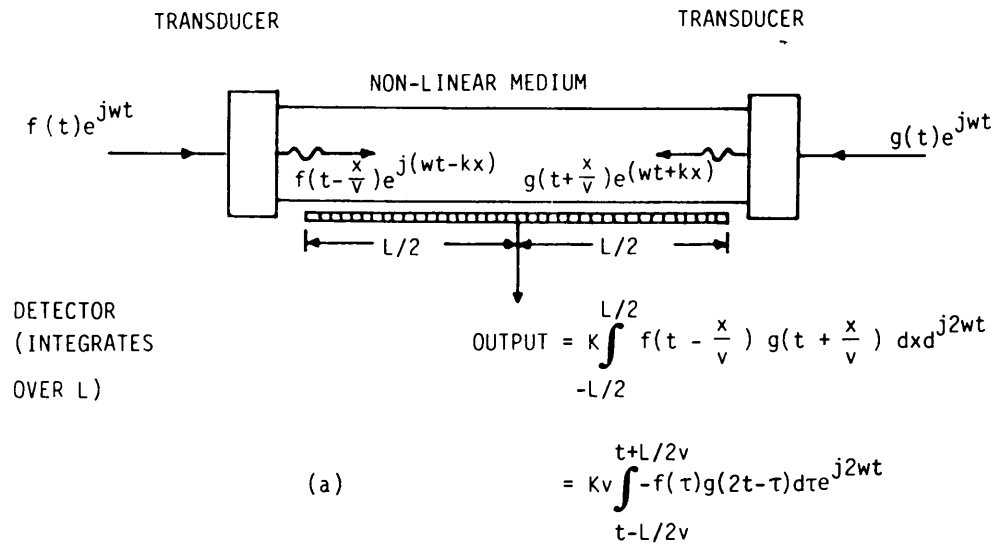 TRANSDUCER TRANSDUCER
NON-LINEAR MEDIUM
f(t)e^jwt g(t)e^jwt
f(t-x/v)e^j(wt-kx) g(t+x/v)e^(wt+kx)
L/2 L/2
DETECTOR
(INTEGRATES
OVER L)
OUTPUT = K∫_{-L/2}^{L/2} f(t - x/v) g(t + x/v) dxd^j2wt
(a) = Kv∫_{t-L/2v}^{t+L/2v} -f(τ)g(2t-τ)dτe^j2wt